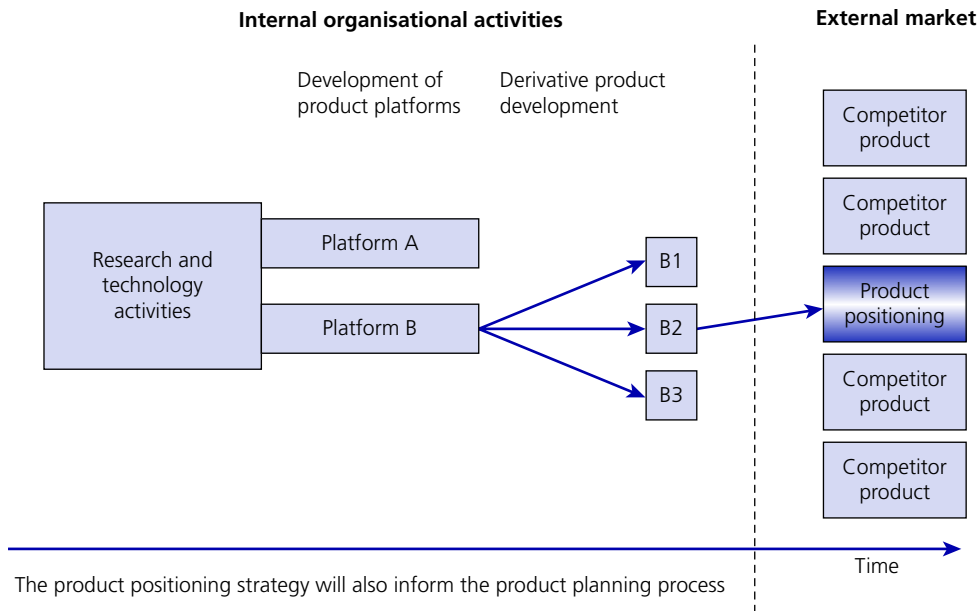 Internal organisational activities
External market
Development of
product platforms
Derivative product
development
Research and
technology
activities
Platform A
Platform B
B1
B2
B3
Competitor
product
Competitor
product
Product
positioning
Competitor
product
Competitor
product
Time
The product positioning strategy will also inform the product planning process